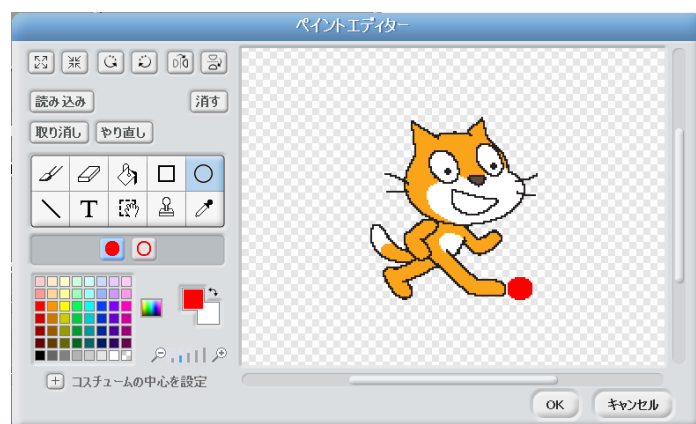 ペイントエディター
読み込み 消す
取り消し やり直し
T
コスチュームの中心を設定
OK キャンセル